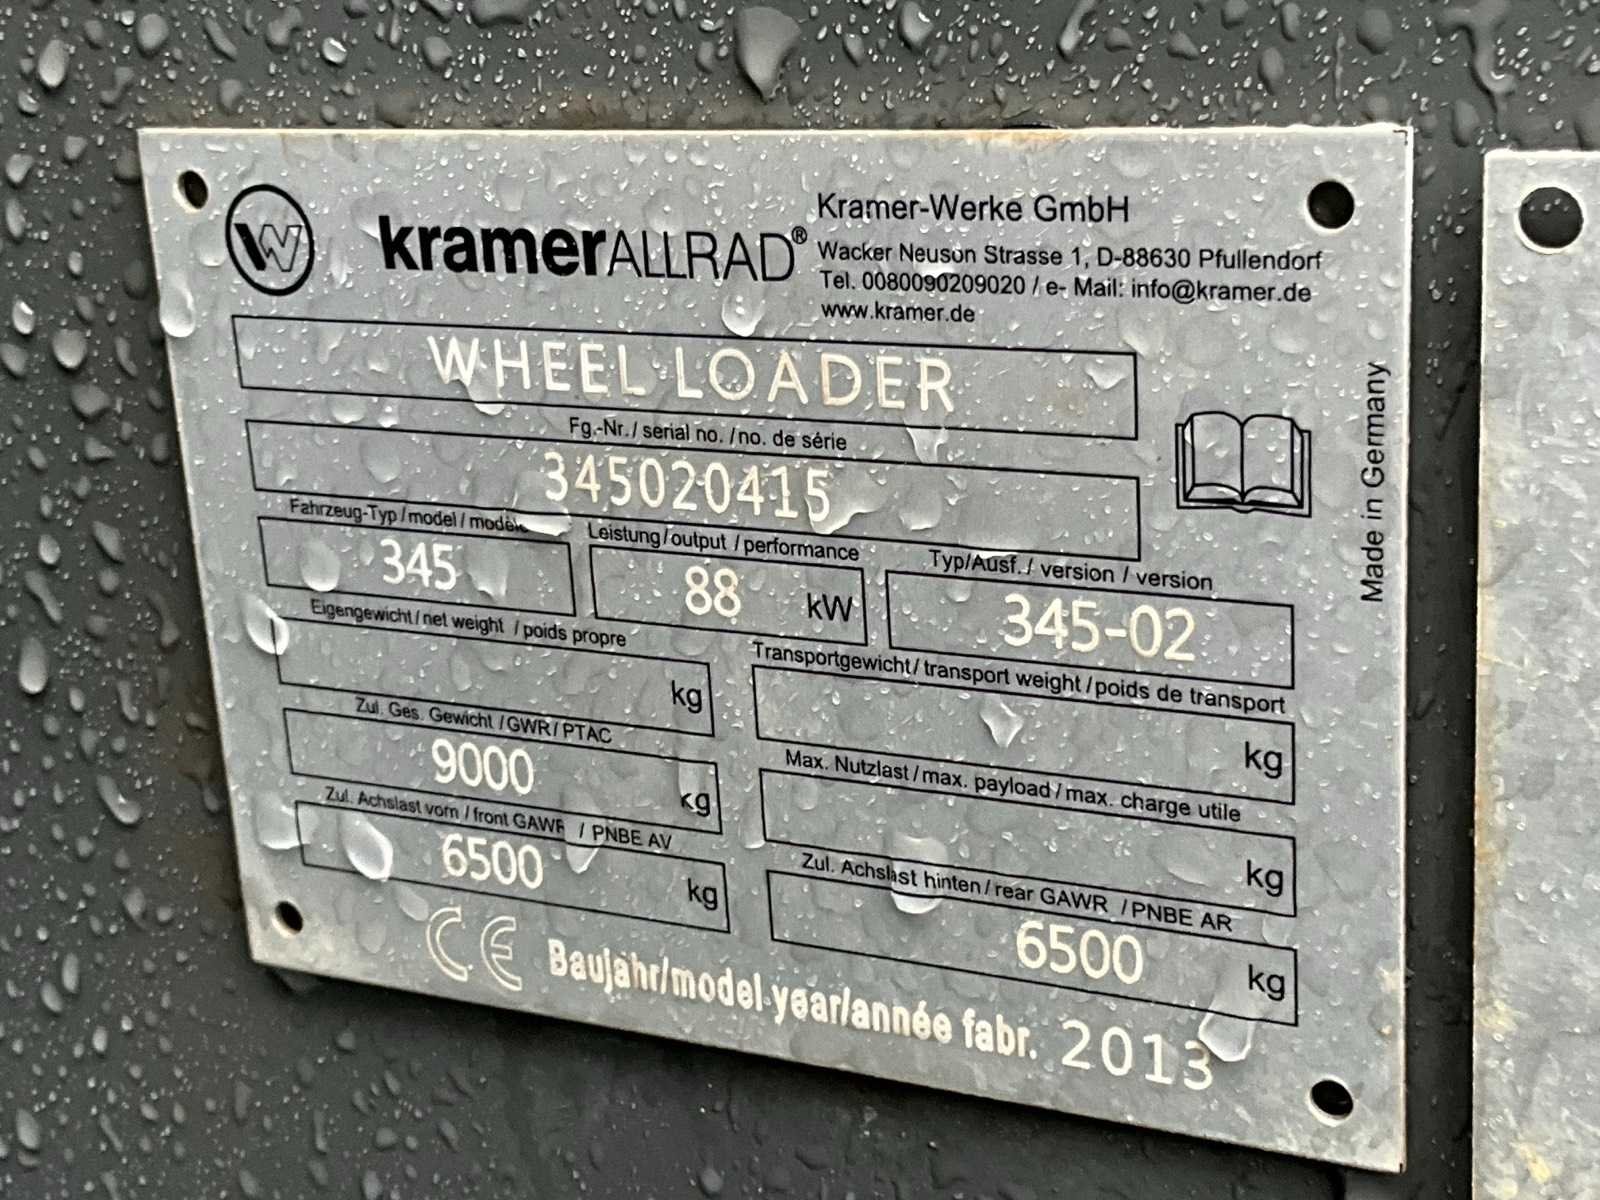 kramerALLRAD®
Kramer-Werke GmbH
Wacker Neuson Strasse 1, D-88630 Pfullendorf
Tel. 0080090209020 / e- Mail: info@kramer.de
www.kramer.de
WHEEL LOADER
Fg.-Nr. / serial no. / no. de série
345020415
Fahrzeug-Typ / model / modèle
345
Leistung / output / performance
88 kW
Typ/Ausf. / version / version
345-02
Eigengewicht / net weight / poids propre
kg
Transportgewicht / transport weight / poids de transport
kg
Zul. Ges. Gewicht / GWR / PTAC
9000 kg
Max. Nutzlast / max. payload / max. charge utile
kg
Zul. Achslast vorn / front GAWR / PNBE AV
6500 kg
Zul. Achslast hinten / rear GAWR / PNBE AR
6500 kg
CE Baujahr/model year/année fabr. 2013
Made in Germany